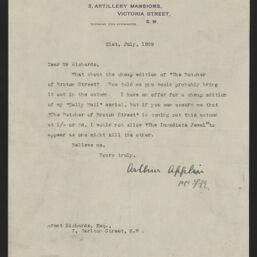 3, ARTILLERY MANSIONS,
VICTORIA STREET,
S.W.
21st. July, 1909
Dear Mr Richards,
What about the cheap edition of "The Butcher
of Bruton Street? You told me you would probably bring
it out in the autumn. I have an offer for a cheap edition
of my "Daily Mail" serial, but if you can assure me that
"The Butcher of Bruton Street" is coming out this autumn
at 1/- or 6d. I would not allow "The Immediate Jewel" to
appear as one might kill the other.
Believe me,
Yours truly,
Arthur Applin
Grant Richards, Esq.,
7, Carlton Street, S.W.